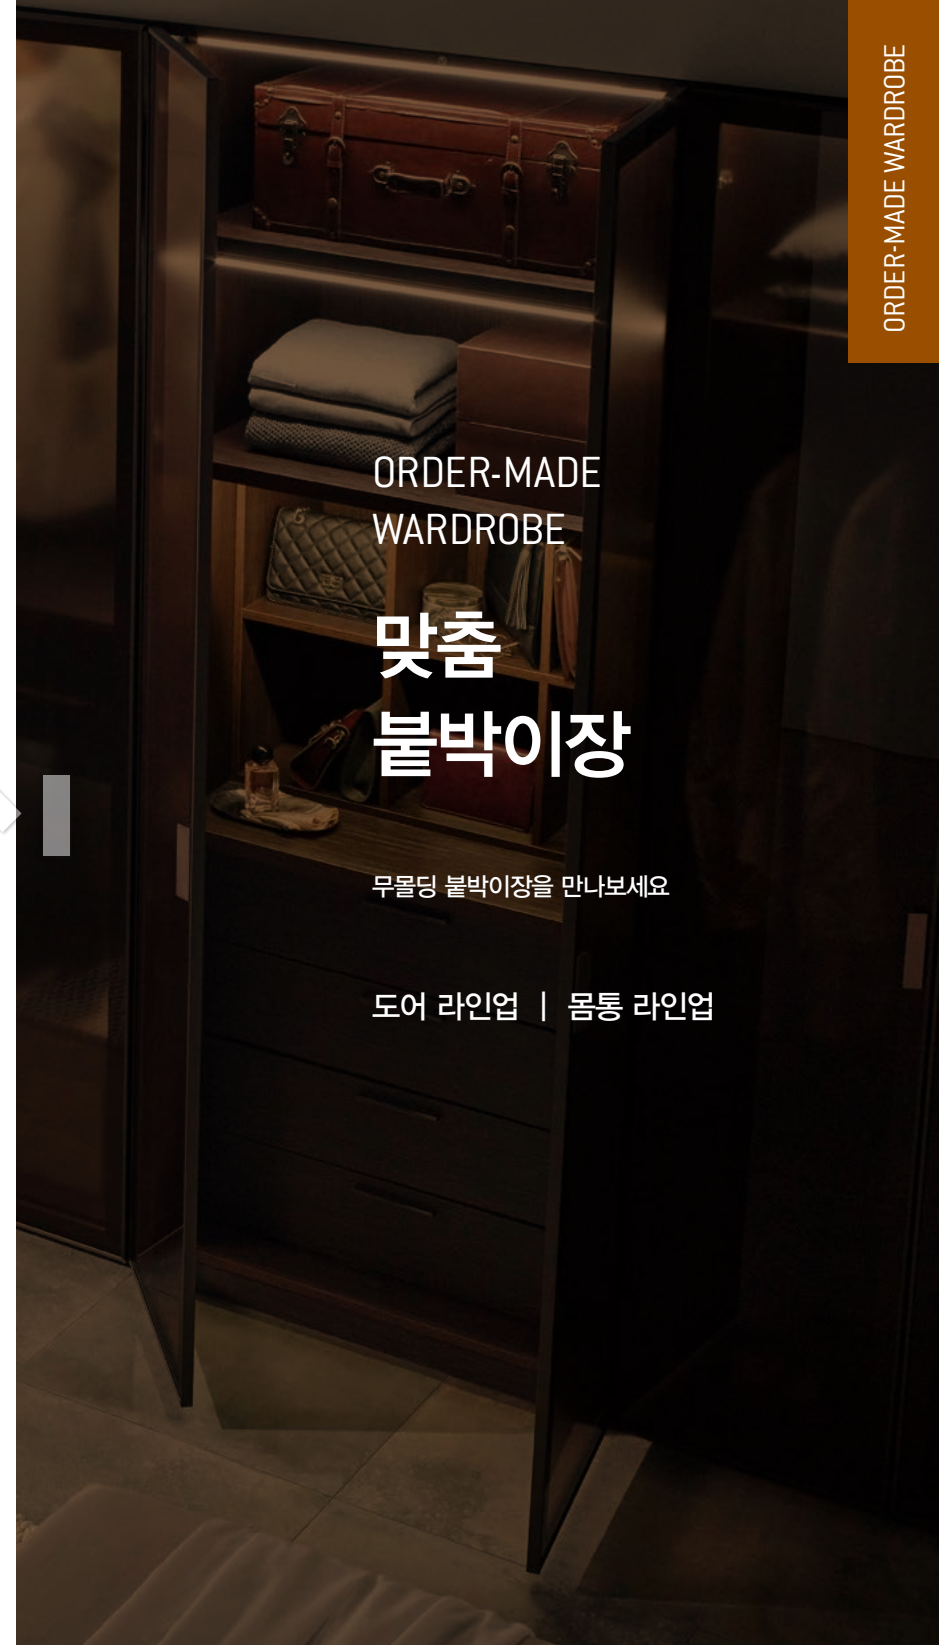 ORDER-MADE WARDROBE
ORDER-MADE
WARDROBE
맞춤
붙박이장
무몰딩 붙박이장을 만나보세요
도어 라인업 | 몸통 라인업